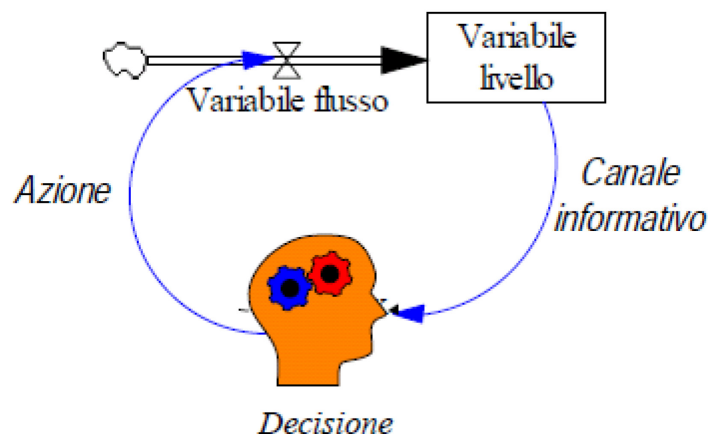 Variabile
livello
Variabile flusso
Azione
Canale
informativo
Decisione